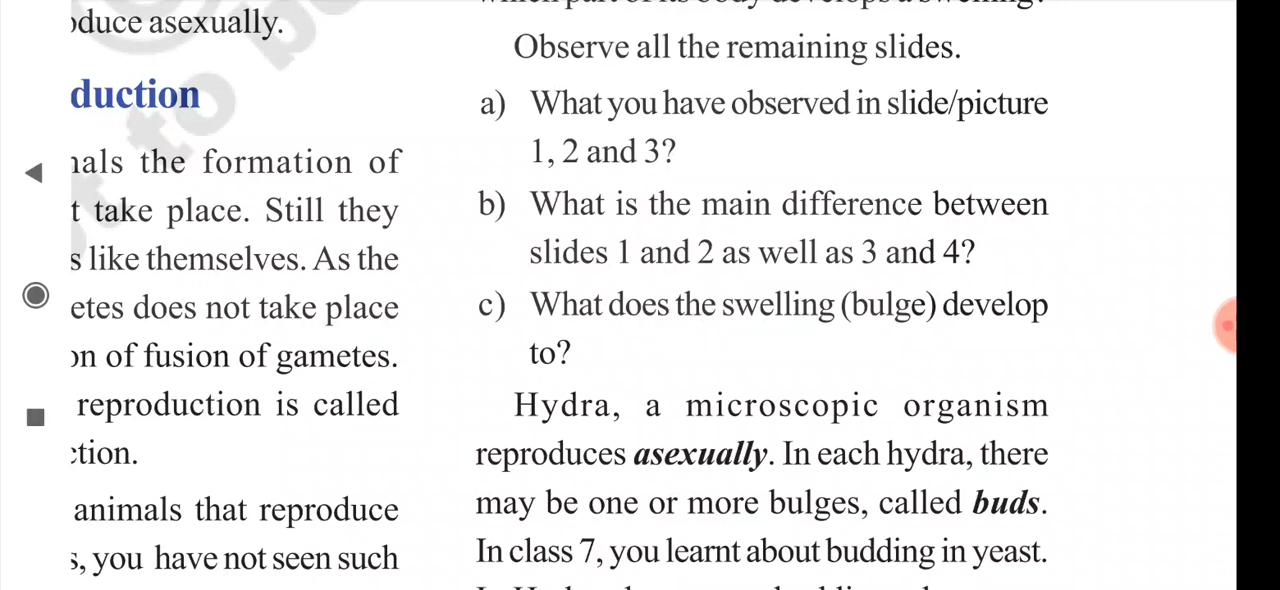 oduce asexually.
duction
nals the formation of
t take place. Still they
s like themselves. As the
etes does not take place
on of fusion of gametes.
reproduction is called
ction.
animals that reproduce
s, you have not seen such
Observe all the remaining slides.
a) What you have observed in slide/picture
1, 2 and 3?
b) What is the main difference between
slides 1 and 2 as well as 3 and 4?
c) What does the swelling (bulge) develop
to?
Hydra, a microscopic organism
reproduces asexually. In each hydra, there
may be one or more bulges, called buds.
In class 7, you learnt about budding in yeast.